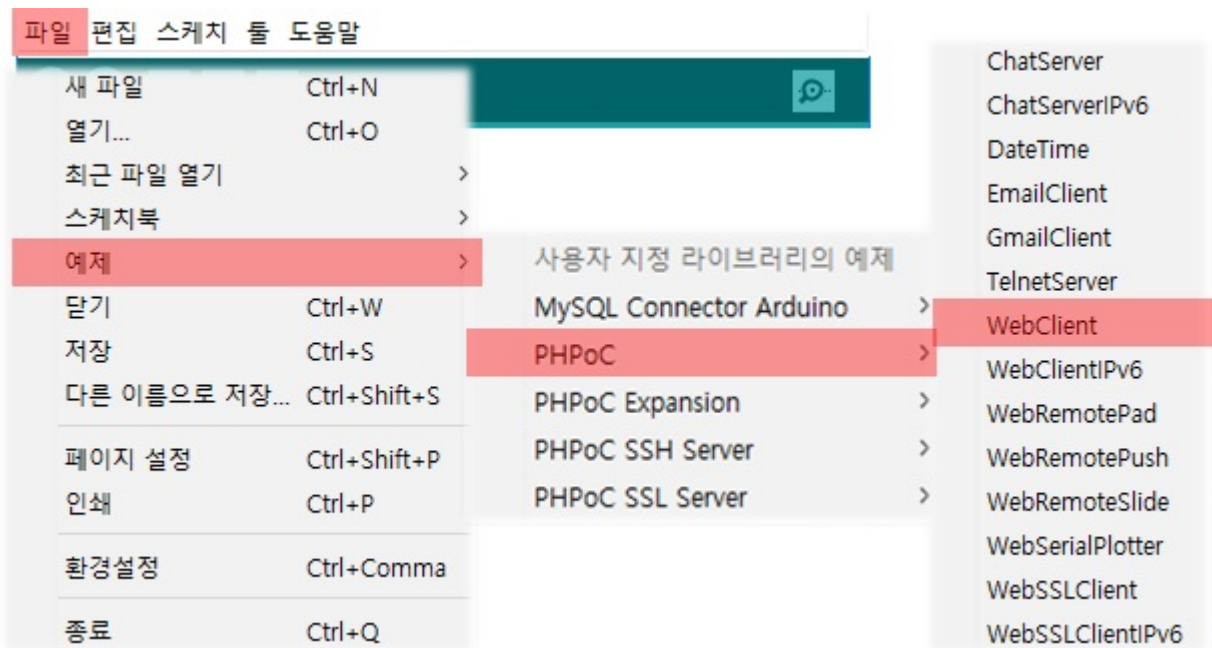 파일 편집 스케치 툴 도움말
새 파일 Ctrl+N
열기... Ctrl+O
최근 파일 열기 >
스케치북 >
예제 >
닫기 Ctrl+W
저장 Ctrl+S
다른 이름으로 저장... Ctrl+Shift+S
페이지 설정 Ctrl+Shift+P
인쇄 Ctrl+P
환경설정 Ctrl+Comma
종료 Ctrl+Q
사용자 지정 라이브러리의 예제
MySQL Connector Arduino >
PHPoC >
PHPoC Expansion >
PHPoC SSH Server >
PHPoC SSL Server >
ChatServer
ChatServerIPv6
DateTime
EmailClient
GmailClient
TelnetServer
WebClient
WebClientIPv6
WebRemotePad
WebRemotePush
WebRemoteSlide
WebSerialPlotter
WebSSLClient
WebSSLClientIPv6